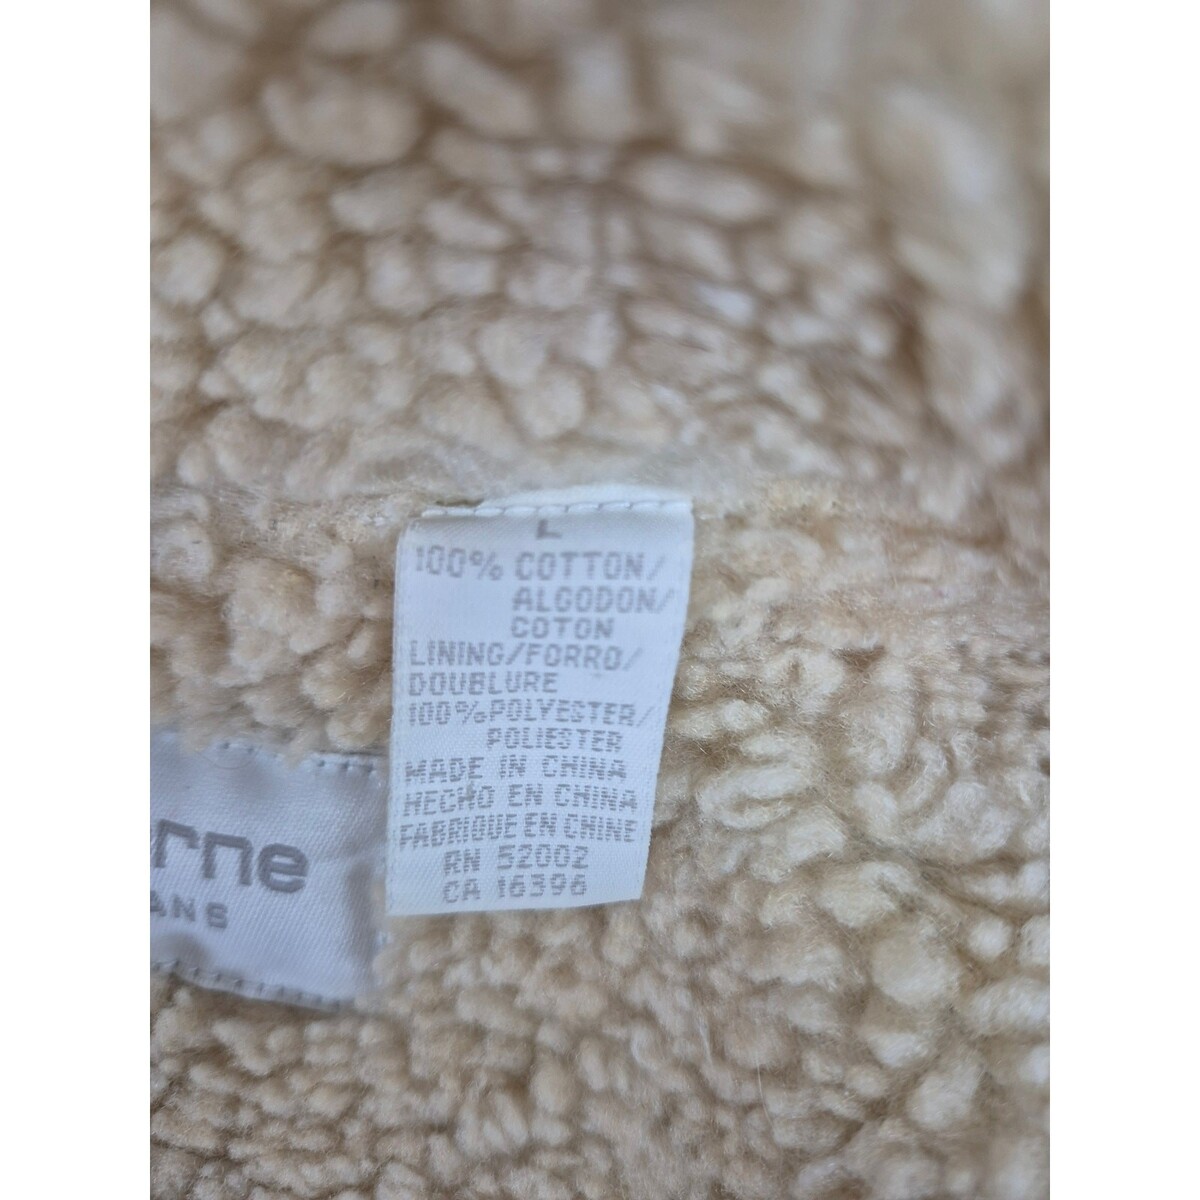 L
100% COTTON/
ALGODON/
COTON
LINING/FORRO/
DOUBLURE
100%POLYESTER/
POLIESTER
MADE IN CHINA
HECHO EN CHINA
FABRIQUE EN CHINE
RN 52002
CA 16396
rne
ANS